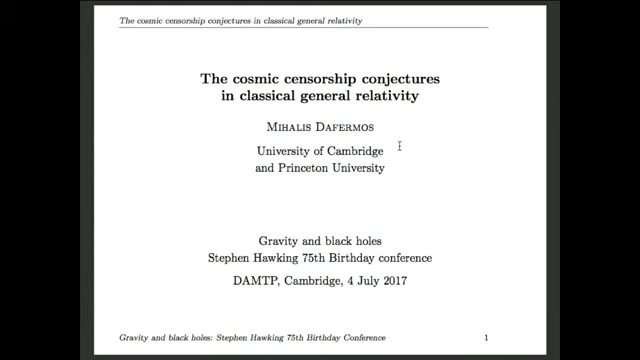 The cosmic censorship conjectures in classical general relativity
The cosmic censorship conjectures
in classical general relativity
Mihalis Dafermos
University of Cambridge
and Princeton University
Gravity and black holes
Stephen Hawking 75th Birthday conference
DAMTP, Cambridge, 4 July 2017
Gravity and black holes: Stephen Hawking 75th Birthday Conference 1